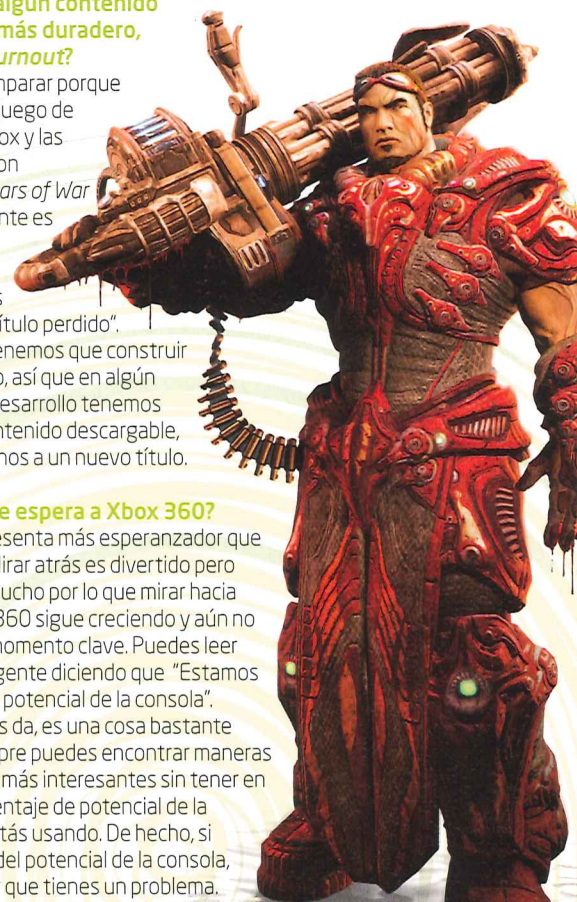 algún contenido
más duradero,
urnout?
mparar porque
uego de
ox y las
on
ars of War
nte es
s
ítulo perdido".
enemos que construir
o, así que en algún
desarrollo tenemos
ntenido descargable,
nos a un nuevo título.
e espera a Xbox 360?
esenta más esperanzador que
Mirar atrás es divertido pero
ucho por lo que mirar hacia
360 sigue creciendo y aún no
momento clave. Puedes leer
gente diciendo que "Estamos
potencial de la consola".
s da, es una cosa bastante
pre puedes encontrar maneras
más interesantes sin tener en
entaje de potencial de la
tás usando. De hecho, si
del potencial de la consola,
r que tienes un problema.